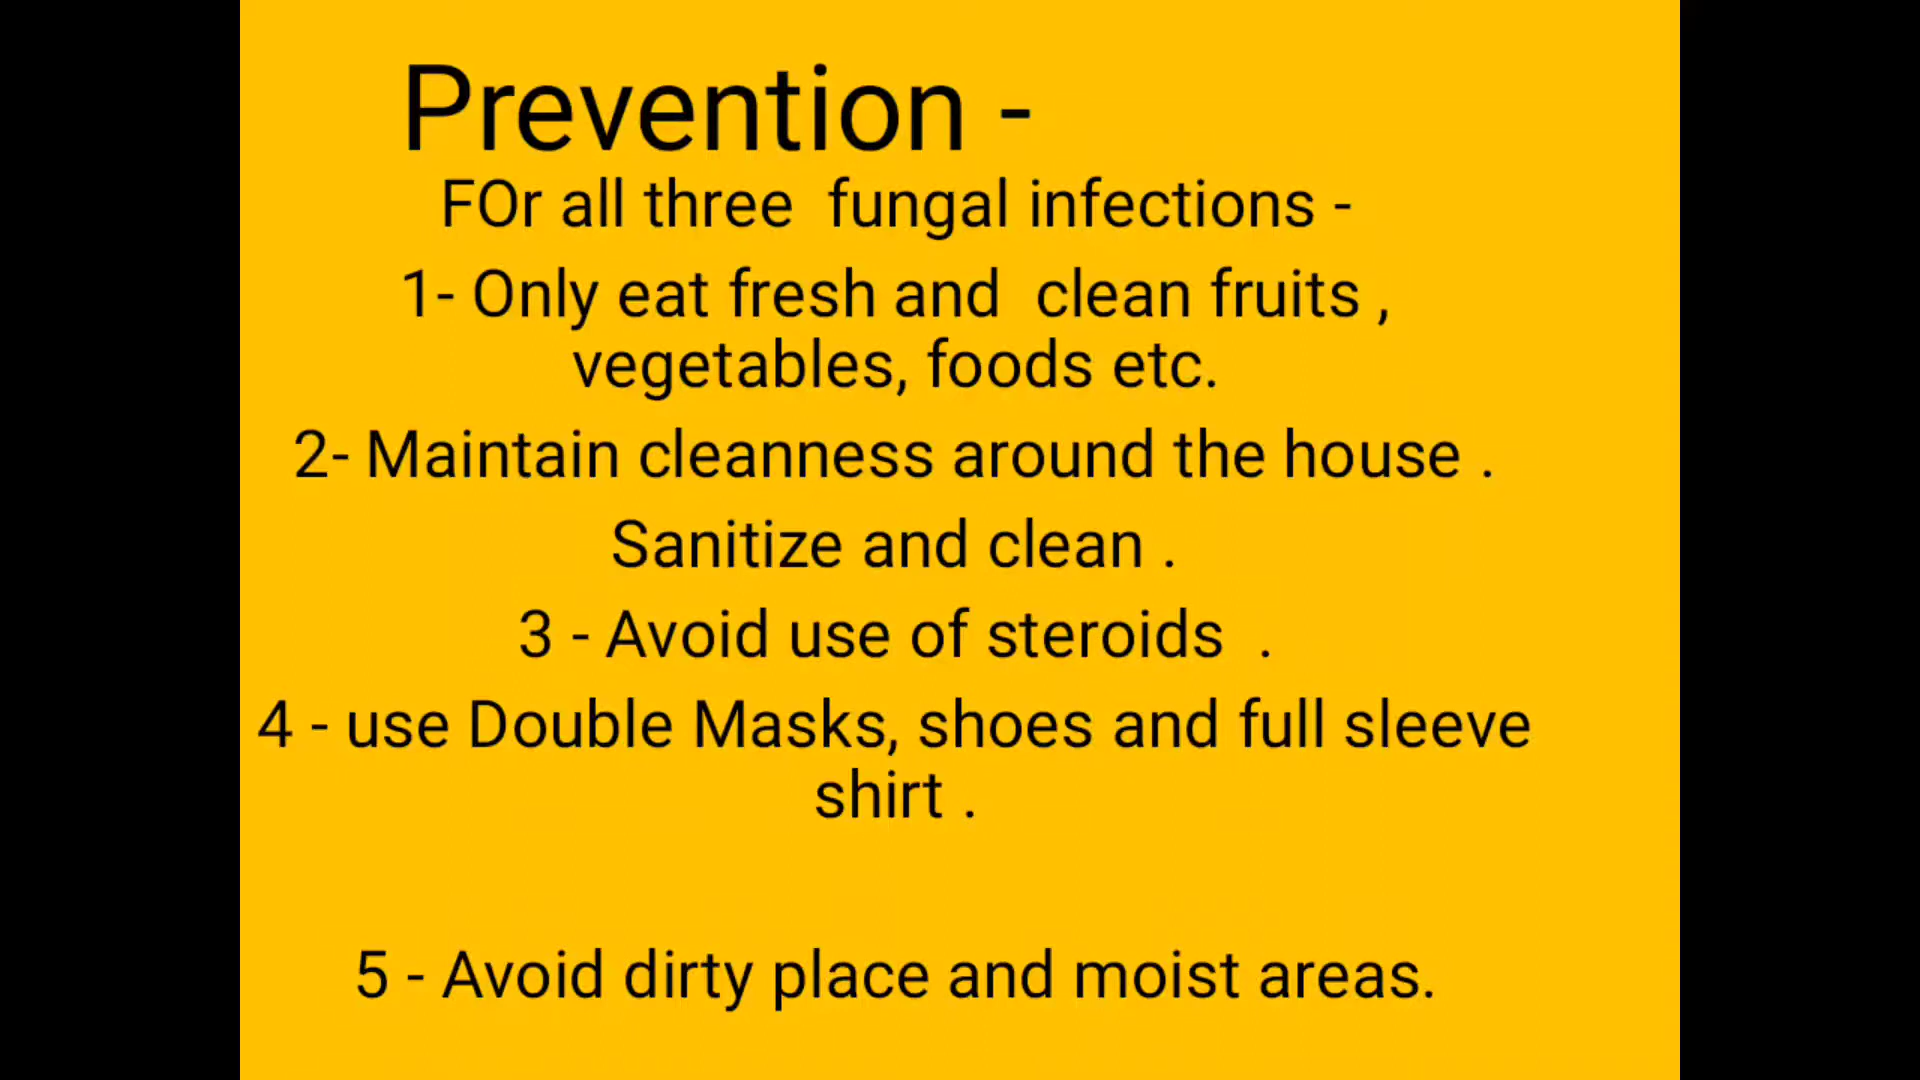 Prevention -
FOr all three  fungal infections -
1- Only eat fresh and  clean fruits ,
vegetables, foods etc.
2- Maintain cleanness around the house .
Sanitize and clean .
3 - Avoid use of steroids  .
4 - use Double Masks, shoes and full sleeve
shirt .
5 - Avoid dirty place and moist areas.